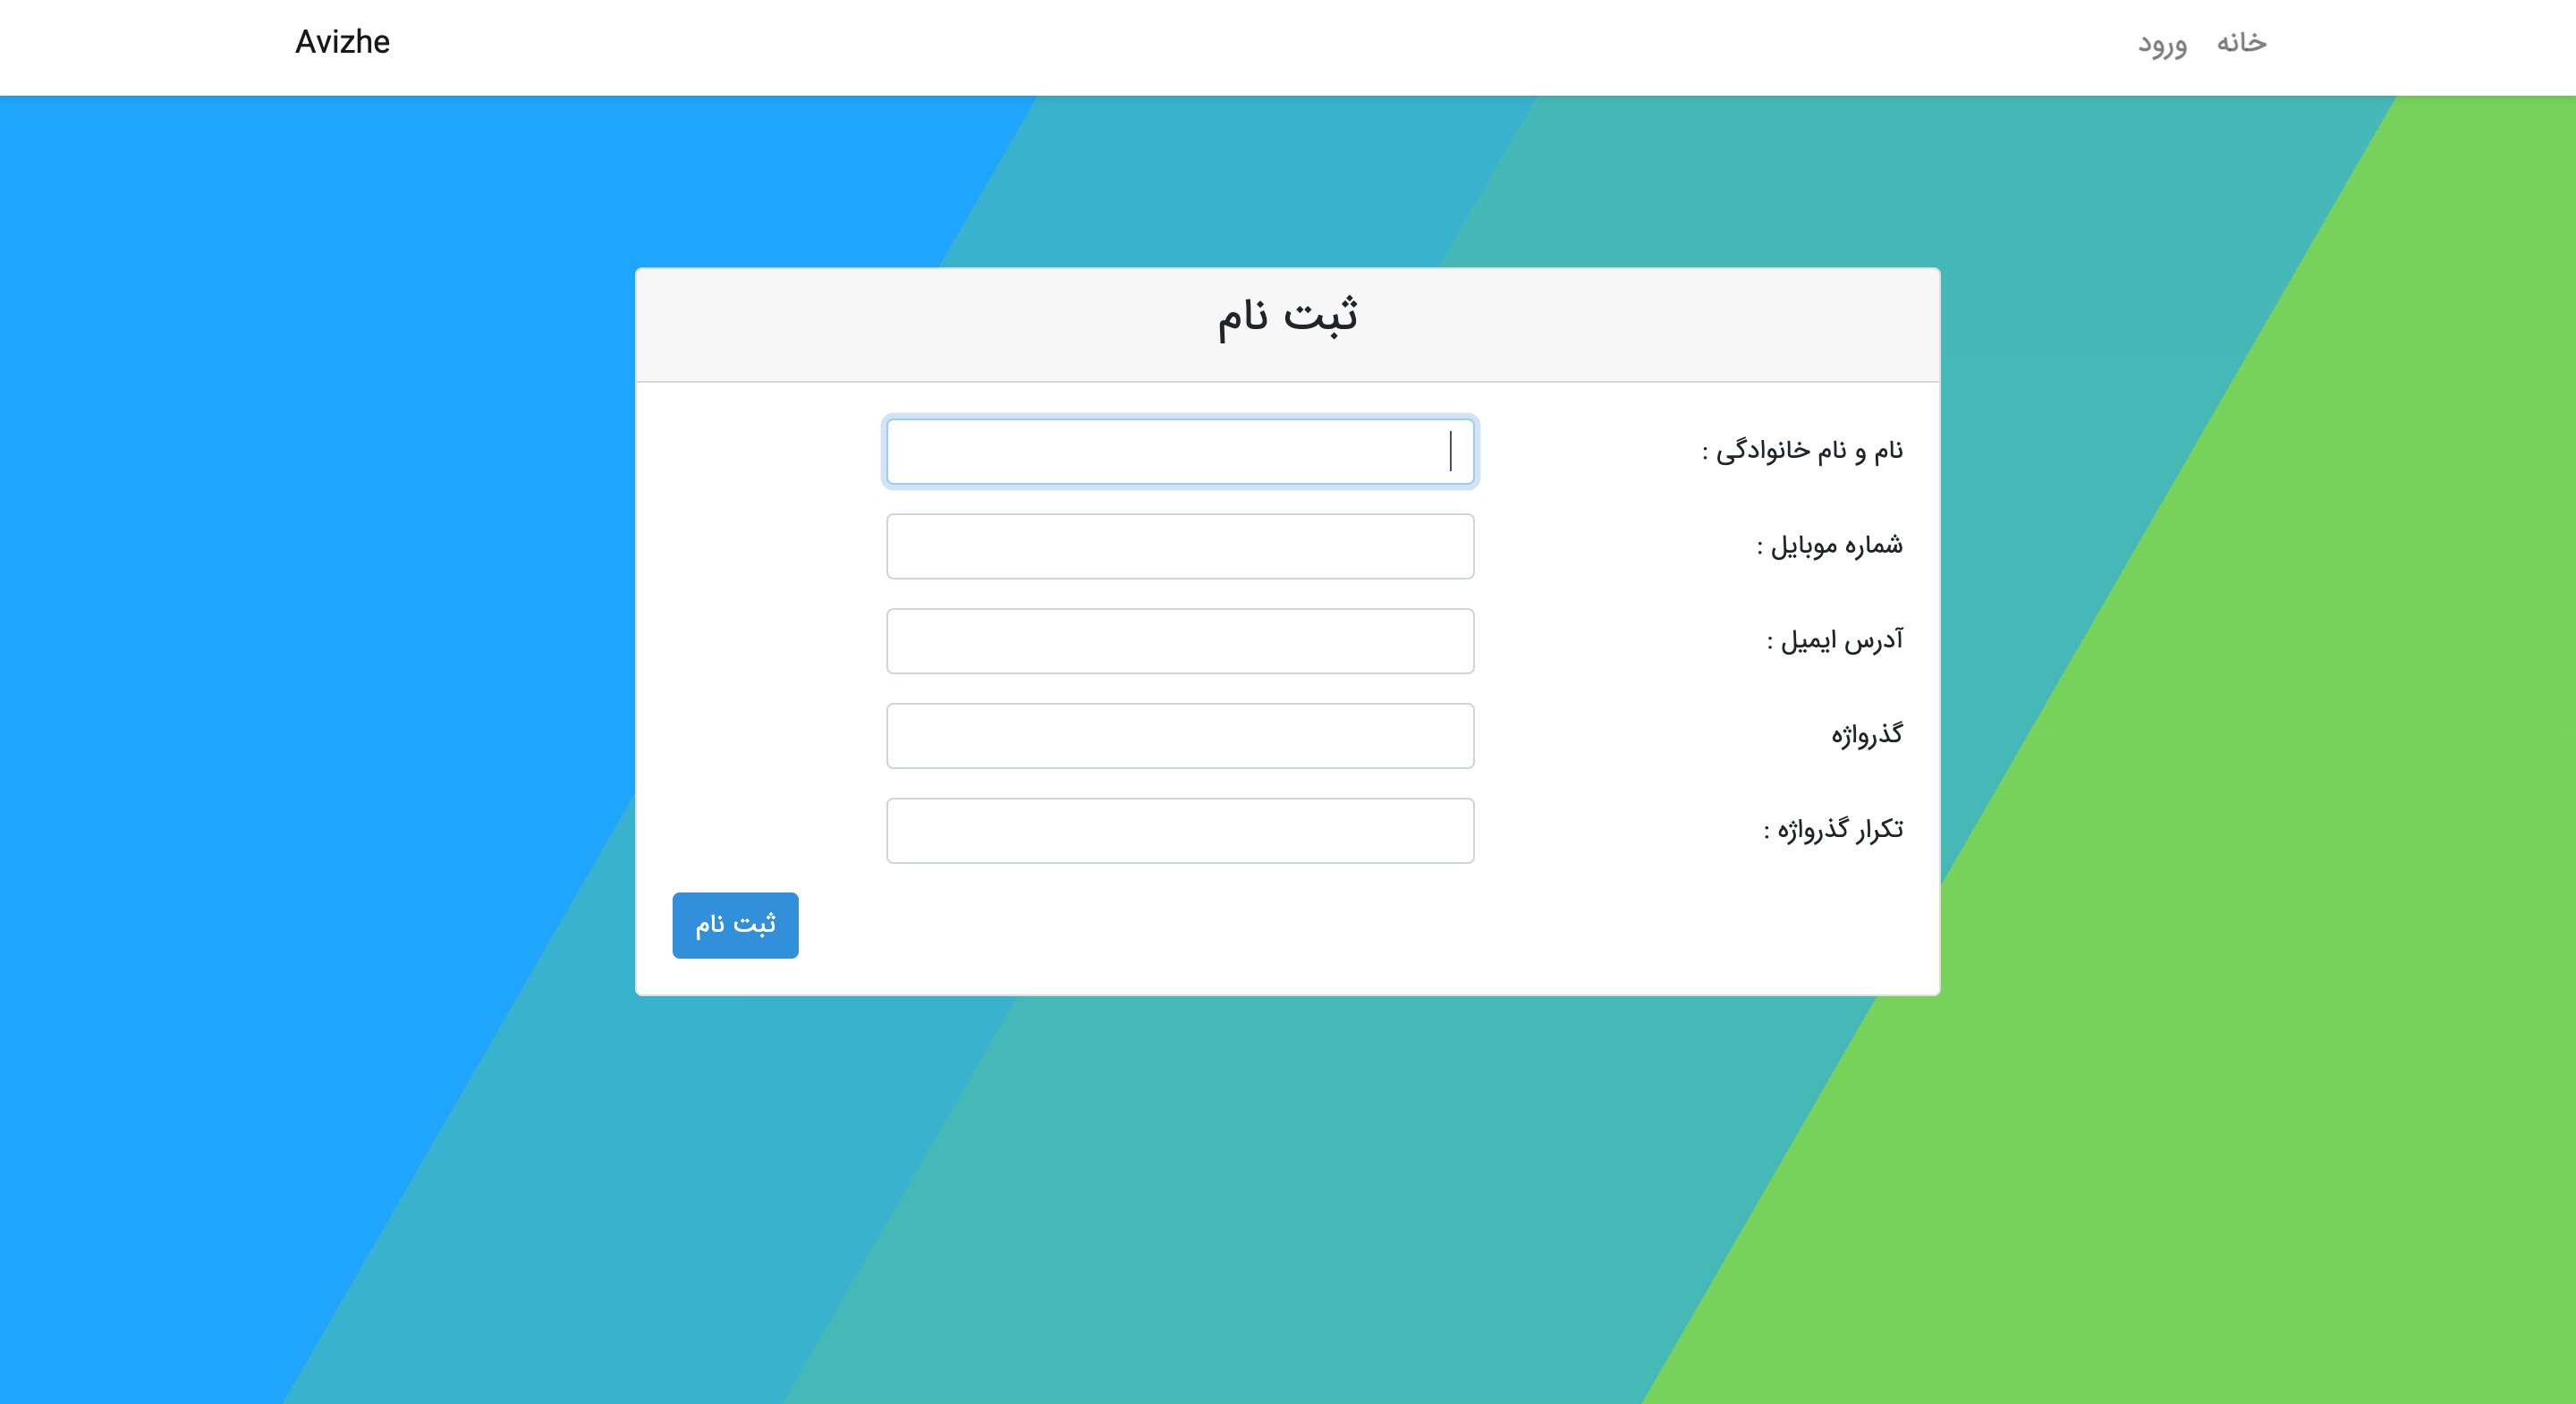 خانه
ورود
Avizhe
ثبت نام
نام و نام خانوادگی :
شماره موبایل :
آدرس ایمیل :
گذرواژه
تکرار گذرواژه :
ثبت نام